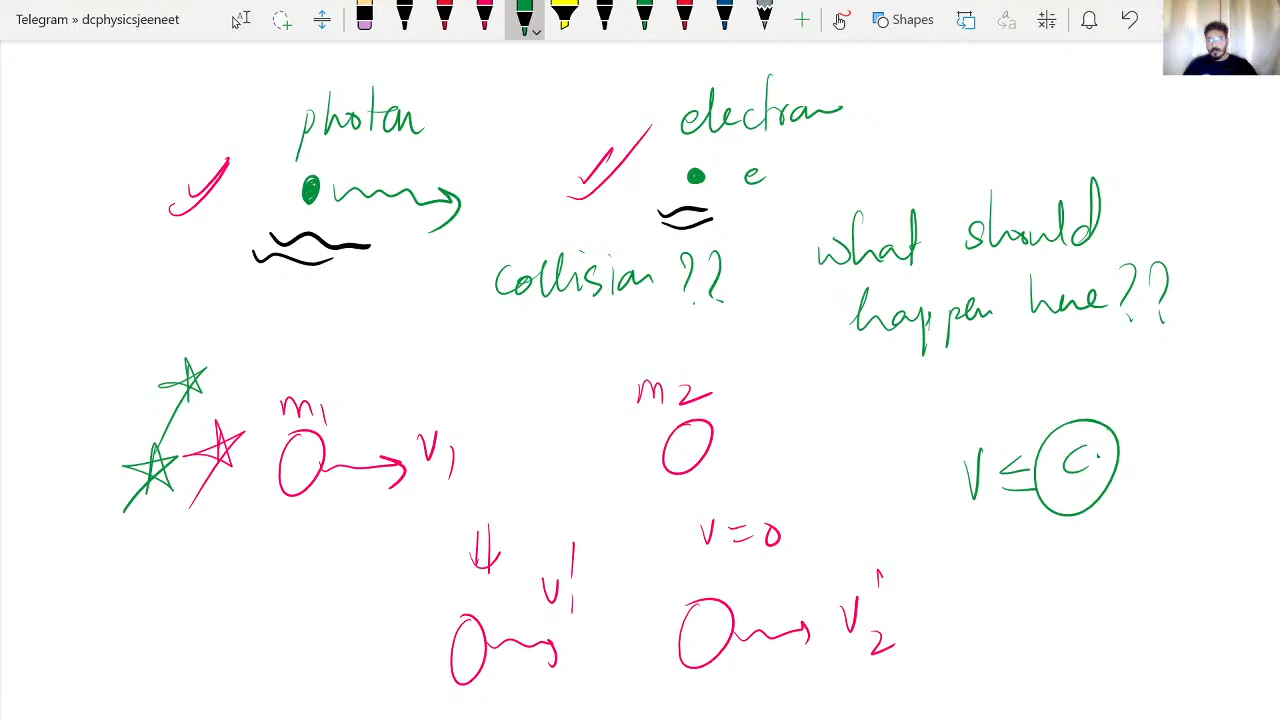 Telegram » dcphysicsjeeneet
Shapes
photon
electron
e
collision ??
what should
happen here??
m1
m2
v1
v ≤ c.
v = 0
v1'
v2'